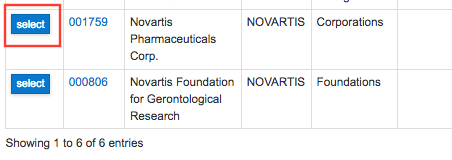 select 001759 Novartis NOVARTIS Corporations
Pharmaceuticals
Corp.
select 000806 Novartis Foundation NOVARTIS Foundations
for Gerontological
Research
Showing 1 to 6 of 6 entries